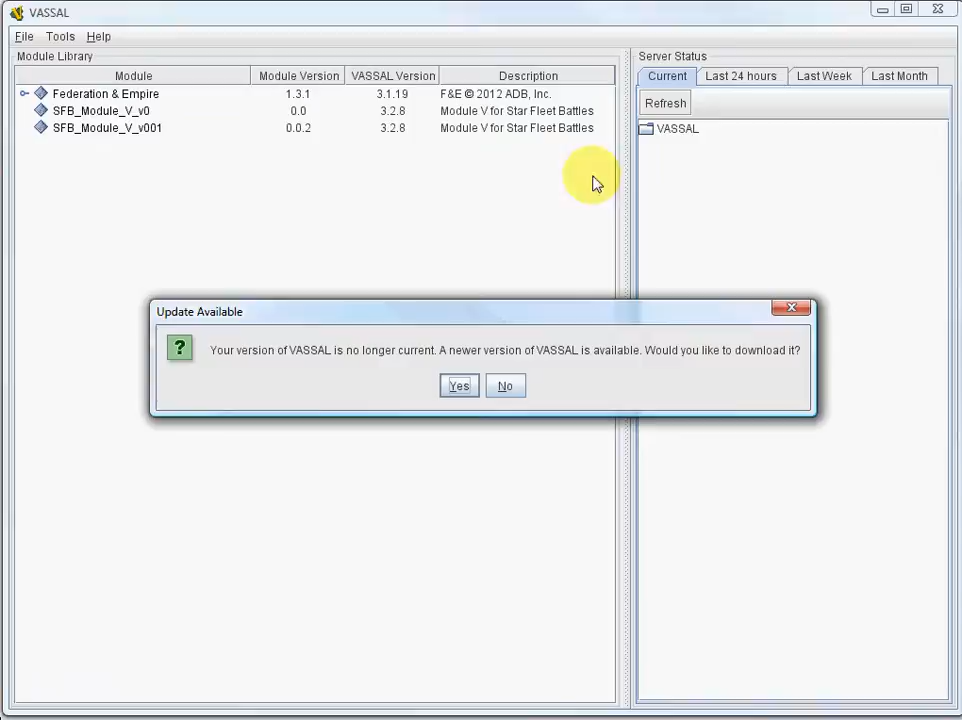 VASSAL
File Tools Help
Module Library
Module Module Version VASSAL Version Description
Federation & Empire 1.3.1 3.1.19 F&E © 2012 ADB, Inc.
SFB_Module_V_v0 0.0 3.2.8 Module V for Star Fleet Battles
SFB_Module_V_v001 0.0.2 3.2.8 Module V for Star Fleet Battles
Server Status
Current Last 24 hours Last Week Last Month
Refresh
VASSAL
Update Available
? Your version of VASSAL is no longer current. A newer version of VASSAL is available. Would you like to download it?
Yes No